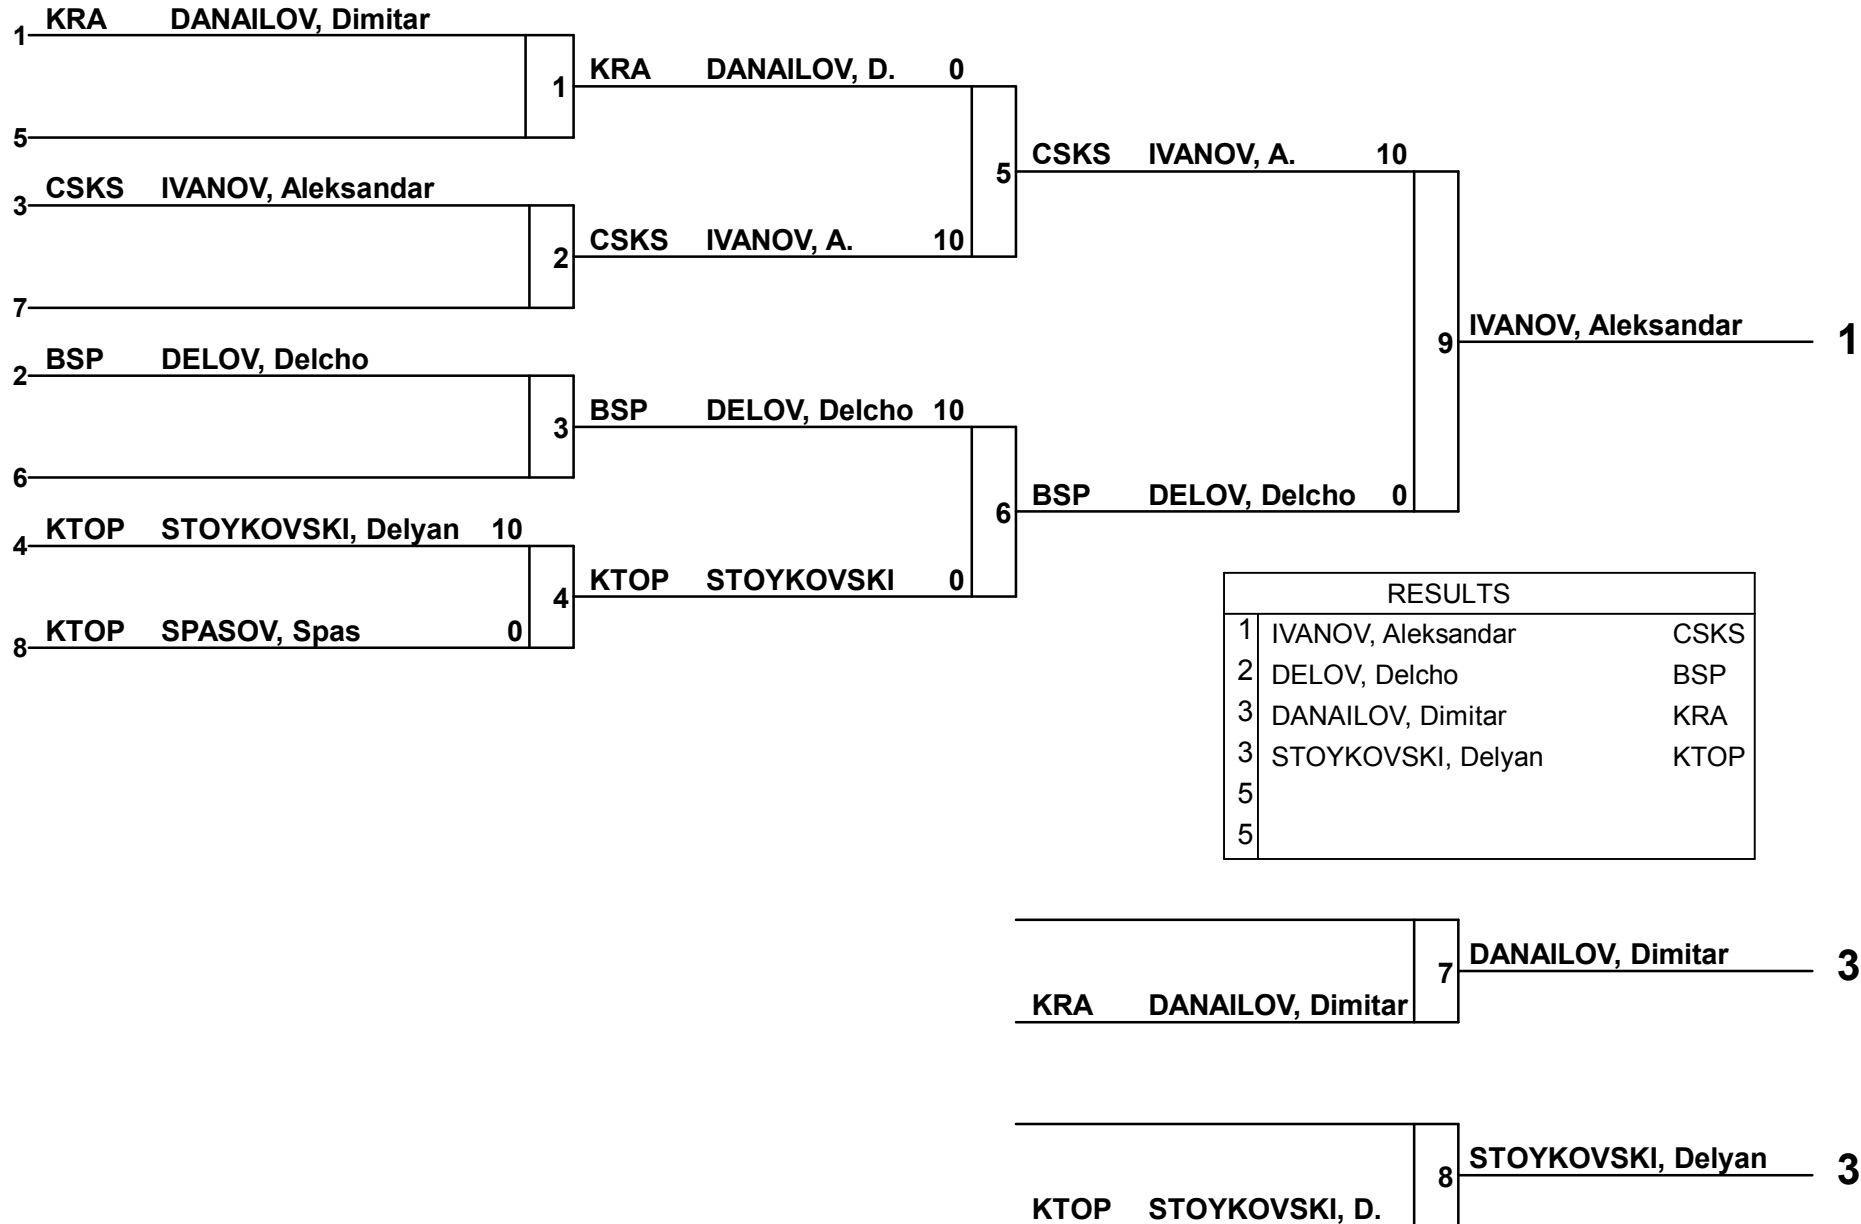 1 KRA DANAILOV, Dimitar
1 KRA DANAILOV, D. 0
5
5 CSKS IVANOV, A. 10
3 CSKS IVANOV, Aleksandar
2 CSKS IVANOV, A. 10
7
9 IVANOV, Aleksandar 1
2 BSP DELOV, Delcho
3 BSP DELOV, Delcho 10
6
6 BSP DELOV, Delcho 0
4 KTOP STOYKOVSKI, Delyan 10
4 KTOP STOYKOVSKI 0
8 KTOP SPASOV, Spas 0
RESULTS
1 IVANOV, Aleksandar CSKS
2 DELOV, Delcho BSP
3 DANAILOV, Dimitar KRA
3 STOYKOVSKI, Delyan KTOP
5
5
7 DANAILOV, Dimitar 3
KRA DANAILOV, Dimitar
8 STOYKOVSKI, Delyan 3
KTOP STOYKOVSKI, D.